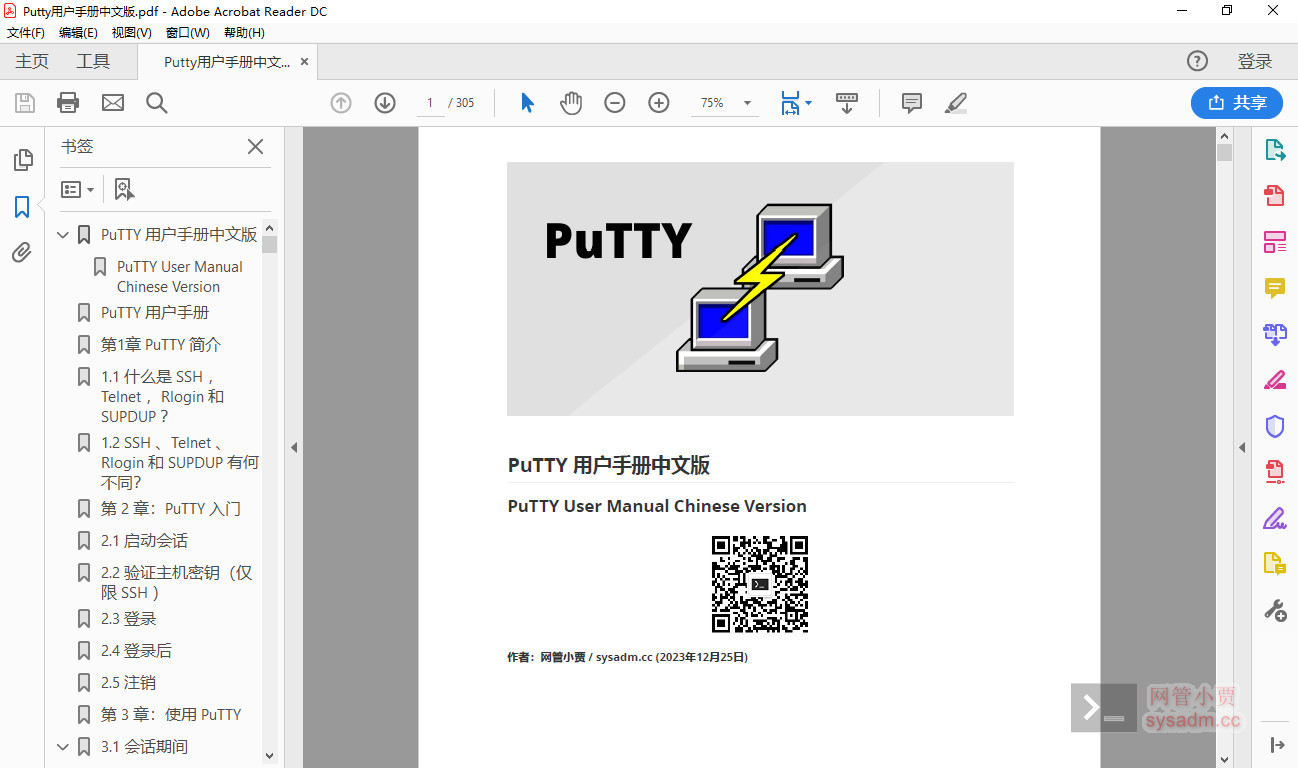 Putty用户手册中文版.pdf - Adobe Acrobat Reader DC
文件(F) 编辑(E) 视图(V) 窗口(W) 帮助(H)
主页 工具 Putty用户手册中文... × 登录
1 / 305 75% 共享
书签
PuTTY 用户手册中文版
PuTTY User Manual
Chinese Version
PuTTY 用户手册
第1章 PuTTY 简介
1.1 什么是 SSH ，
Telnet ，Rlogin 和
SUPDUP ？
1.2 SSH 、Telnet 、
Rlogin 和 SUPDUP 有何
不同？
第 2 章：PuTTY 入门
2.1 启动会话
2.2 验证主机密钥（仅
限 SSH ）
2.3 登录
2.4 登录后
2.5 注销
第 3 章：使用 PuTTY
3.1 会话期间
PuTTY
PuTTY 用户手册中文版
PuTTY User Manual Chinese Version
作者：网管小贾 / sysadm.cc (2023年12月25日)
网管小贾
sysadm.cc